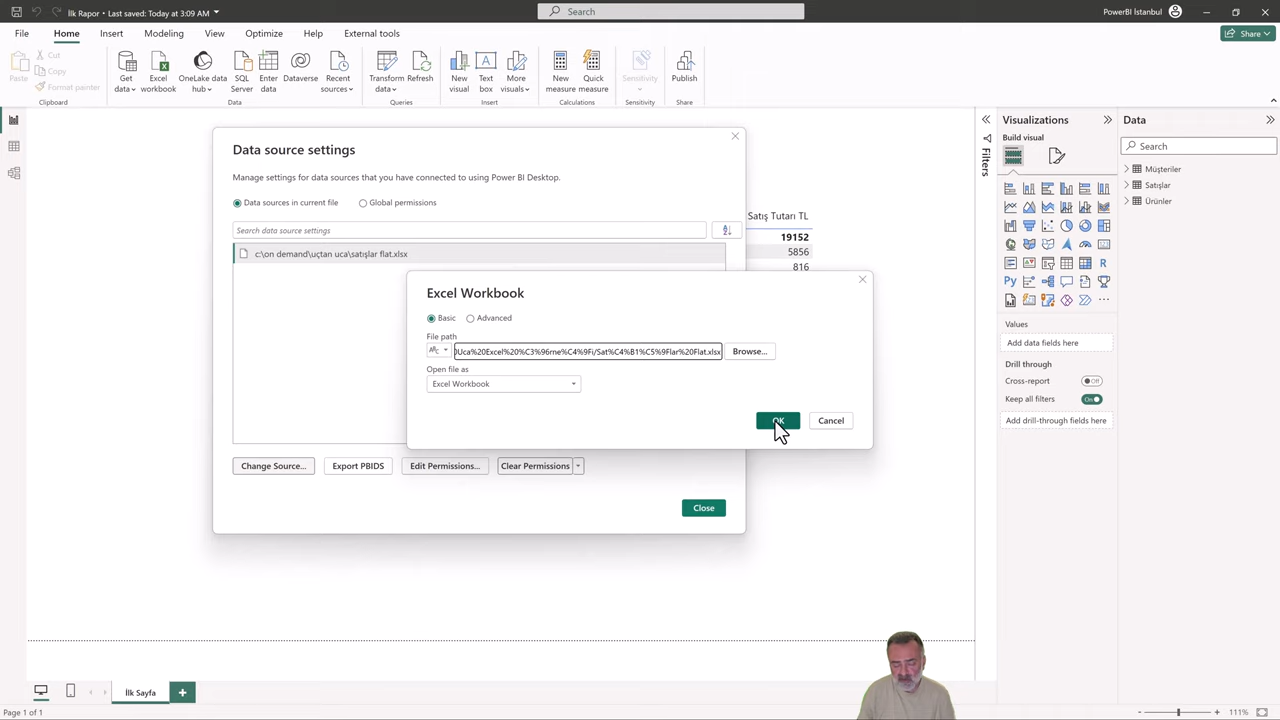 İlk Rapor • Last saved: Today at 3:09 AM
Search
PowerBI Istanbul
File
Home
Insert
Modeling
View
Optimize
Help
External tools
Share
Paste
Cut
Copy
Format painter
Get data
Excel workbook
OneLake data hub
SQL Server
Enter data
Dataverse
Recent sources
Transform data
Refresh
New visual
Text box
More visuals
New measure
Quick measure
Sensitivity
Publish
Clipboard
Data
Queries
Insert
Calculations
Sensitivity
Share
Data source settings
Manage settings for data sources that you have connected to using Power BI Desktop.
Data sources in current file
Global permissions
Search data source settings
c:\on demand\uçtan uca\satışlar flat.xlsx
Satış Tutarı TL
19152
5856
816
Excel Workbook
Basic
Advanced
File path
Uca%20Excel%20%C3%96rne%C4%9Fi/Sat%C4%B1%C5%9Flar%20Flat.xlsx
Browse...
Open file as
Excel Workbook
OK
Cancel
Change Source...
Export PBIDS
Edit Permissions...
Clear Permissions
Close
Filters
Visualizations
Build visual
Py
R
Values
Add data fields here
Drill through
Cross-report
Off
Keep all filters
On
Add drill-through fields here
Data
Search
Müşteriler
Satışlar
Ürünler
İlk Sayfa
Page 1 of 1
111%